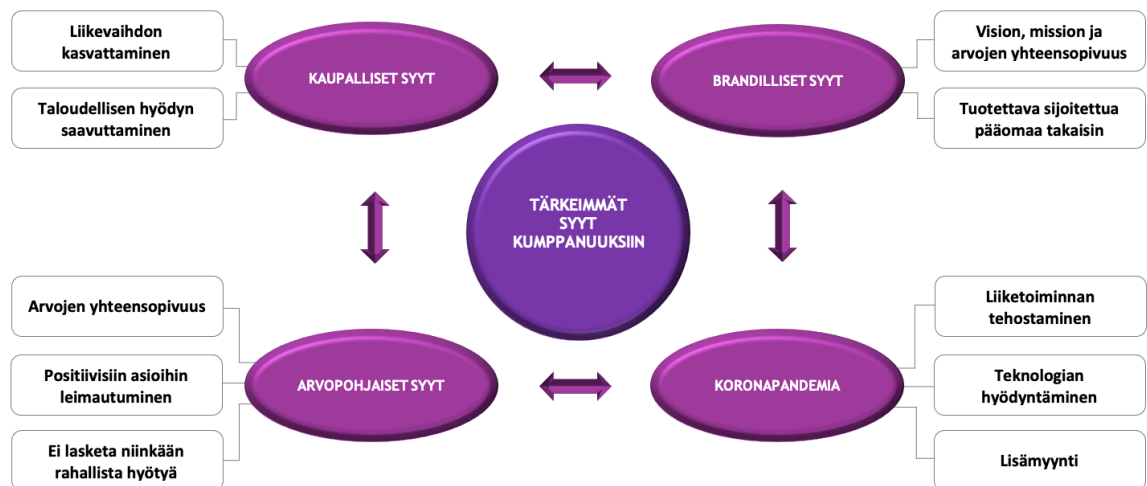 Liikevaihdon
kasvattaminen
Taloudellisen hyödyn
saavuttaminen
KAUPALLISET SYYT
BRANDILLISET SYYT
Vision, mission ja
arvojen yhteensopivuus
Tuotettava sijoitettua
pääomaa takaisin
TÄRKEIMMÄT
SYYT
KUMPPANUUKSIIN
Arvojen yhteensopivuus
Positiivisiin asioihin
leimautuminen
Ei lasketa niinkään
rahallista hyötyä
ARVOPOHJAISET SYYT
KORONAPANDEMIA
Liiketoiminnan
tehostaminen
Teknologian
hyödyntäminen
Lisämyynti